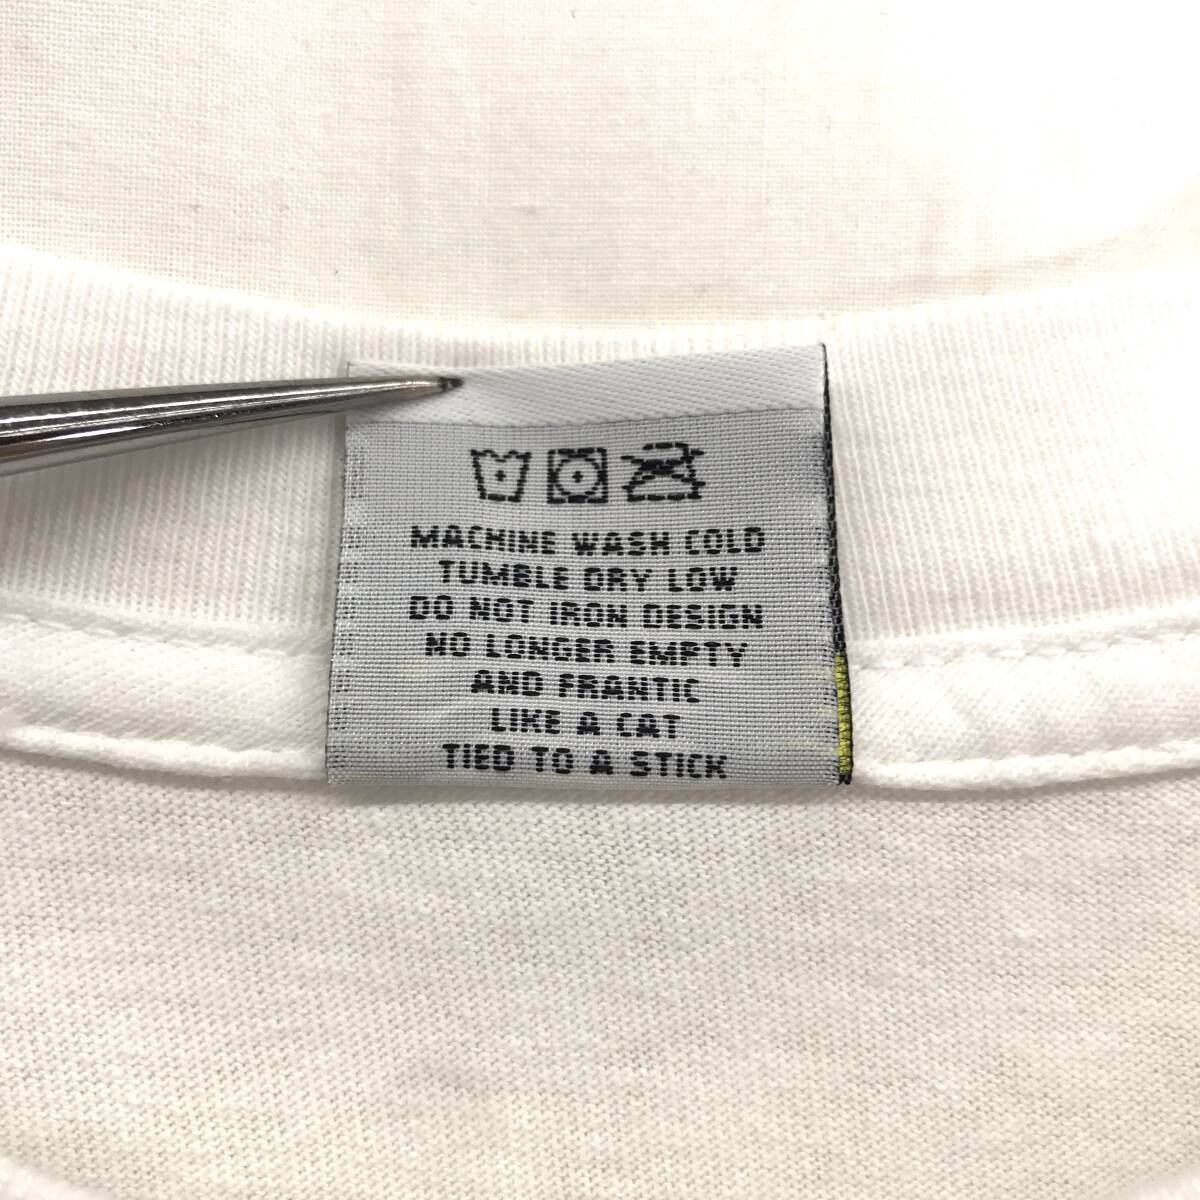 MACHINE WASH COLD
TUMBLE DRY LOW
DO NOT IRON DESIGN
NO LONGER EMPTY
AND FRANTIC
LIKE A CAT
TIED TO A STICK